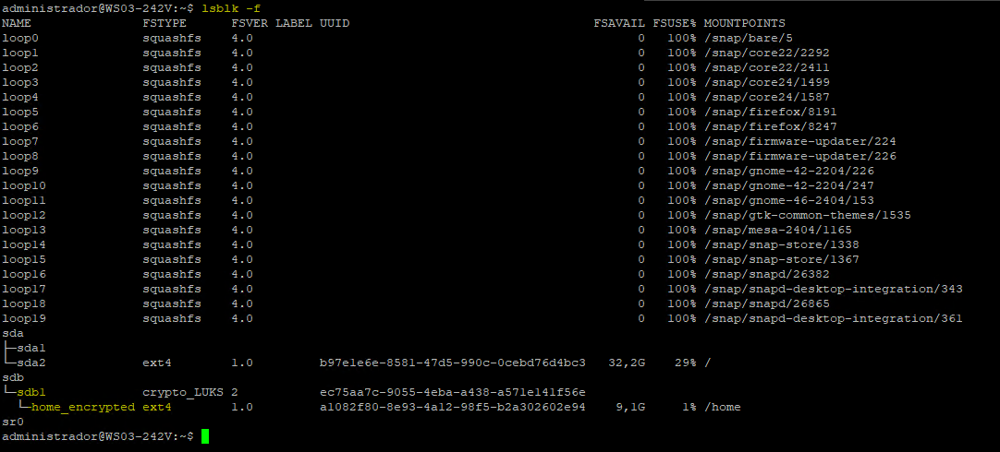 administrador@WS03-242V:~$ lsblk -f
NAME FSTYPE FSVER LABEL UUID FSAVAIL FSUSE% MOUNTPOINTS
loop0 squashfs 4.0 0 100% /snap/bare/5
loop1 squashfs 4.0 0 100% /snap/core22/2292
loop2 squashfs 4.0 0 100% /snap/core22/2411
loop3 squashfs 4.0 0 100% /snap/core24/1499
loop4 squashfs 4.0 0 100% /snap/core24/1587
loop5 squashfs 4.0 0 100% /snap/firefox/8191
loop6 squashfs 4.0 0 100% /snap/firefox/8247
loop7 squashfs 4.0 0 100% /snap/firmware-updater/224
loop8 squashfs 4.0 0 100% /snap/firmware-updater/226
loop9 squashfs 4.0 0 100% /snap/gnome-42-2204/226
loop10 squashfs 4.0 0 100% /snap/gnome-42-2204/247
loop11 squashfs 4.0 0 100% /snap/gnome-46-2404/153
loop12 squashfs 4.0 0 100% /snap/gtk-common-themes/1535
loop13 squashfs 4.0 0 100% /snap/mesa-2404/1165
loop14 squashfs 4.0 0 100% /snap/snap-store/1338
loop15 squashfs 4.0 0 100% /snap/snap-store/1367
loop16 squashfs 4.0 0 100% /snap/snapd/26382
loop17 squashfs 4.0 0 100% /snap/snapd-desktop-integration/343
loop18 squashfs 4.0 0 100% /snap/snapd/26865
loop19 squashfs 4.0 0 100% /snap/snapd-desktop-integration/361
sda
├─sda1
└─sda2 ext4 1.0 b97e1e6e-8581-47d5-990c-0cebd76d4bc3 32,2G 29% /
sdb
└─sdb1 crypto_LUKS 2 ec75aa7c-9055-4eba-a438-a571e141f56e
└─home_encrypted ext4 1.0 a1082f80-8e93-4a12-98f5-b2a302602e94 9,1G 1% /home
sr0
administrador@WS03-242V:~$